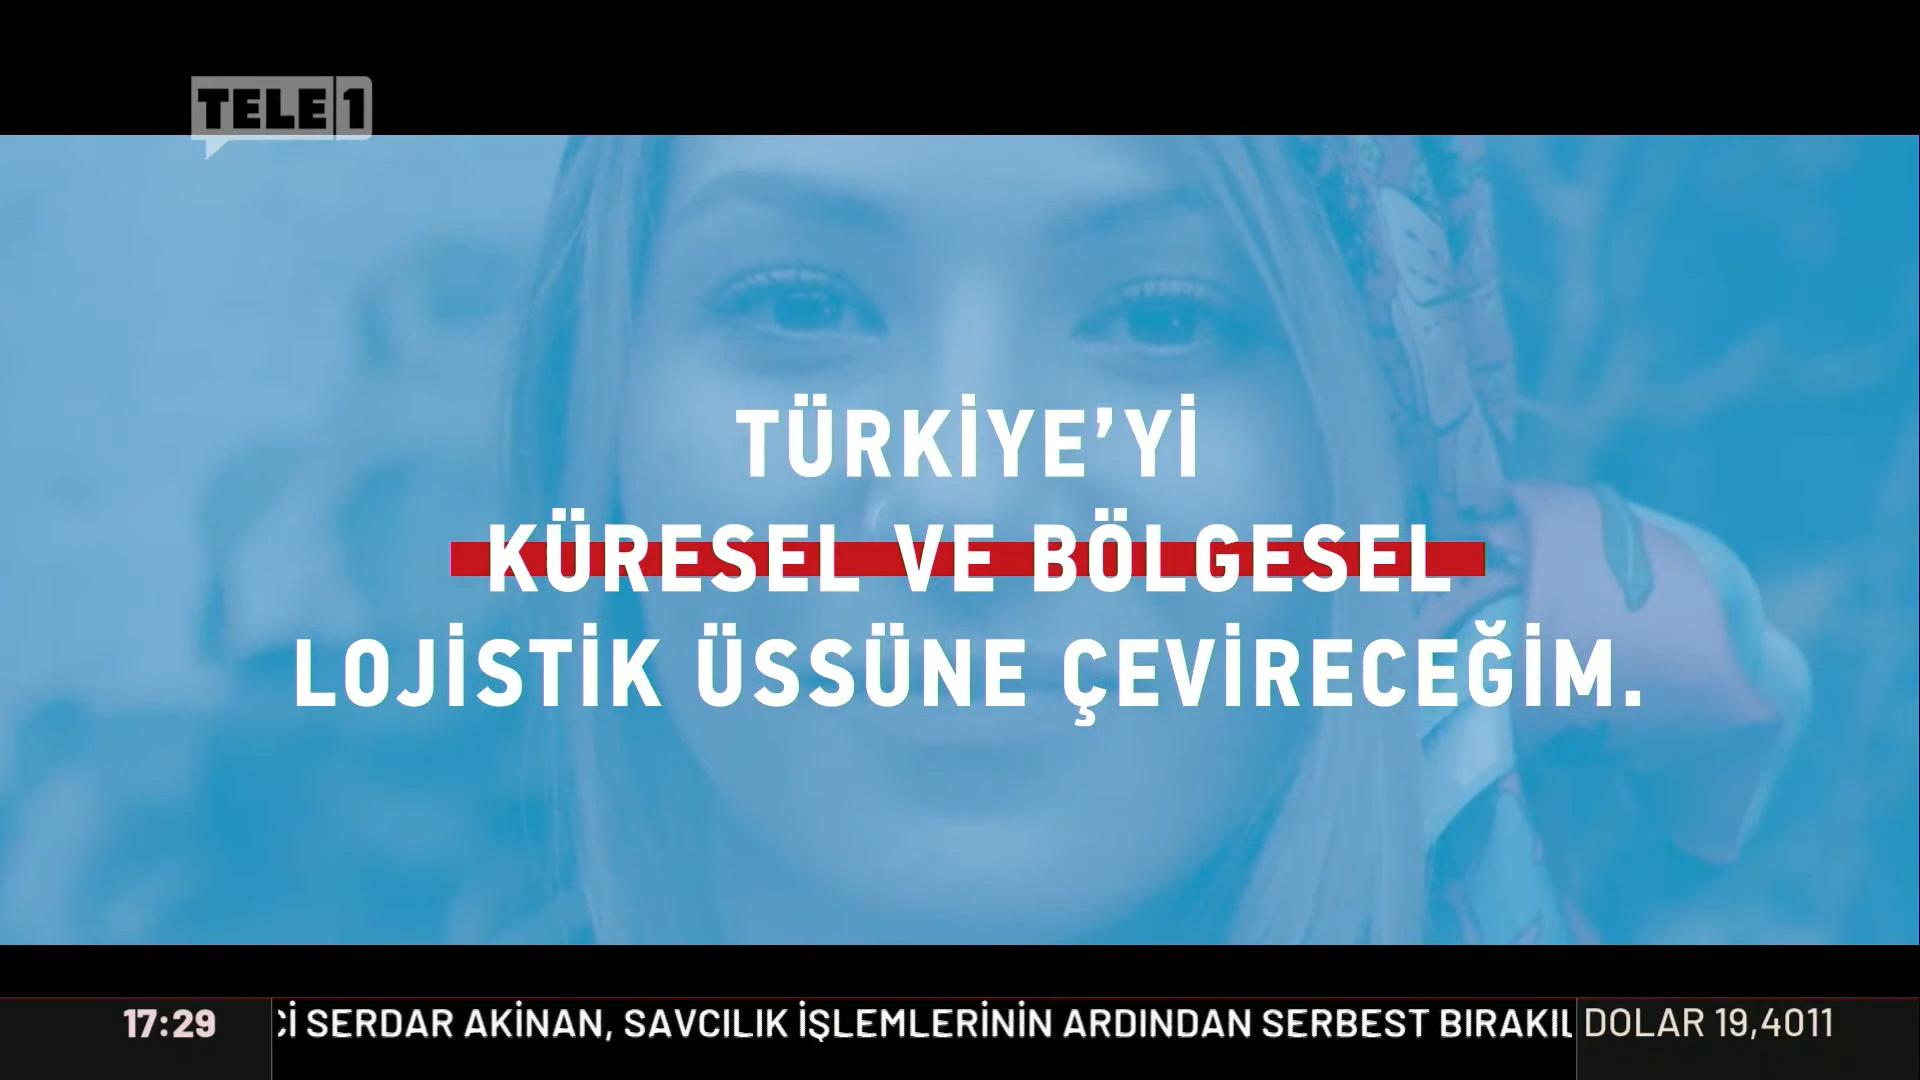 TELE1
TÜRKİYE’Yİ
KÜRESEL VE BÖLGESEL
LOJİSTİK ÜSSÜNE ÇEVİRECEĞİM.
17:29
İ SERDAR AKİNAN, SAVCILIK İŞLEMLERİNİN ARDINDAN SERBEST BIRAKIL
DOLAR 19,4011